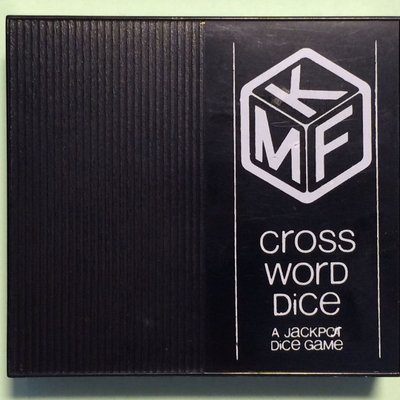 K
M F
cross
word
Dice
A JACKPOT
Dice Game